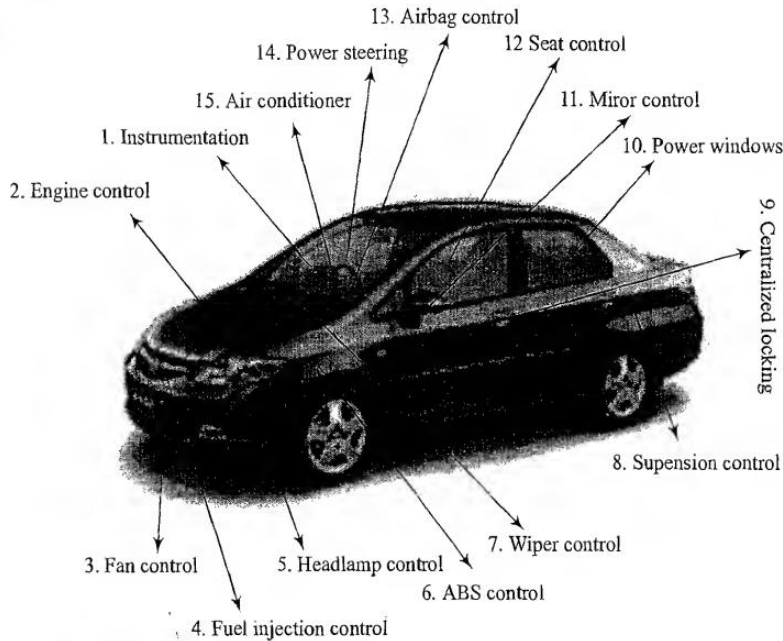 13. Airbag control
14. Power steering
12 Seat control
15. Air conditioner
11. Miror control
1. Instrumentation
10. Power windows
2. Engine control
9. Centralized locking
8. Supension control
7. Wiper control
3. Fan control
5. Headlamp control
6. ABS control
4. Fuel injection control